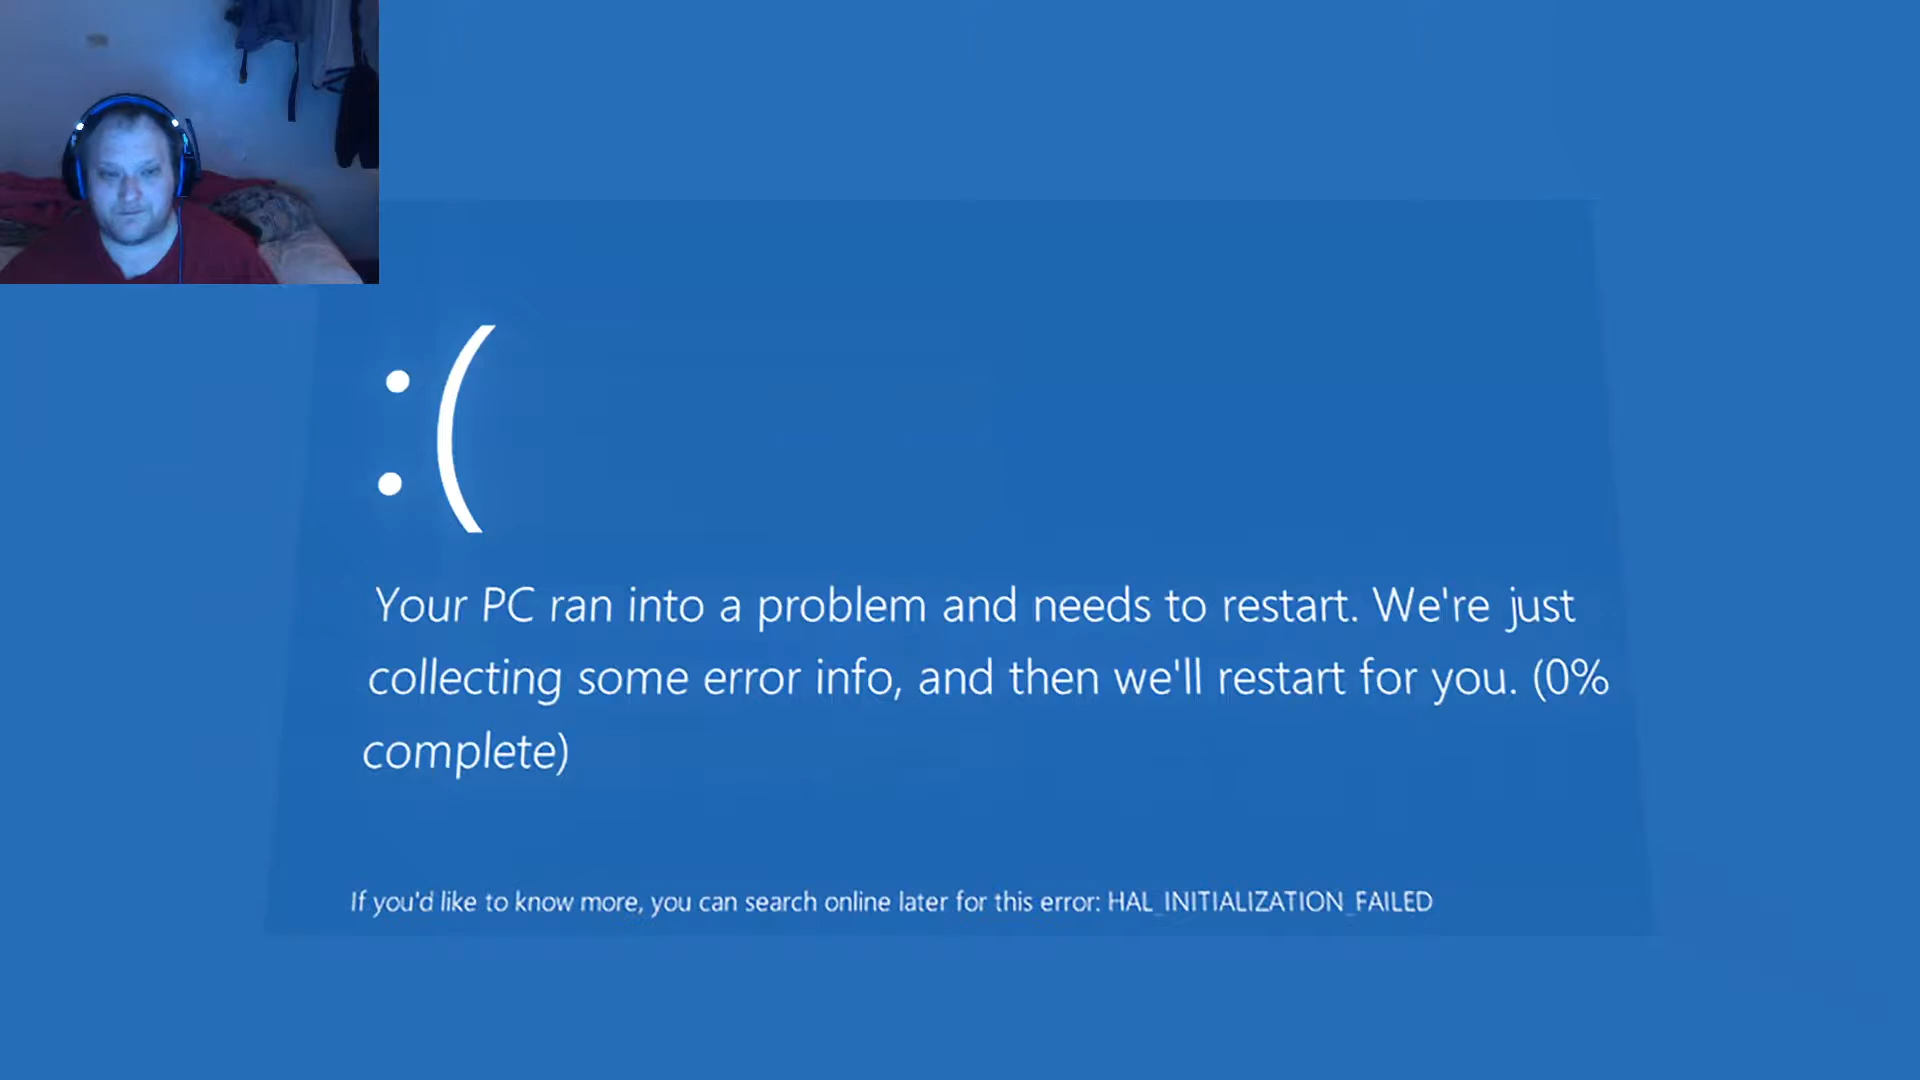 :(
Your PC ran into a problem and needs to restart. We're just
collecting some error info, and then we'll restart for you. (0%
complete)
If you'd like to know more, you can search online later for this error: HAL_INITIALIZATION_FAILED